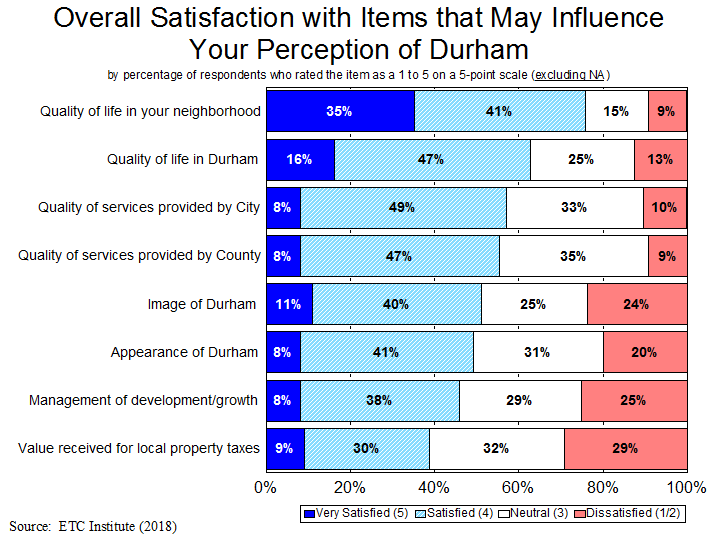 Overall Satisfaction with Items that May Influence
Your Perception of Durham
by percentage of respondents who rated the item as a 1 to 5 on a 5-point scale (excluding NA )
Quality of life in your neighborhood 35% 41% 15% 9%
Quality of life in Durham 16% 47% 25% 13%
Quality of services provided by City 8% 49% 33% 10%
Quality of services provided by County 8% 47% 35% 9%
Image of Durham 11% 40% 25% 24%
Appearance of Durham 8% 41% 31% 20%
Management of development/growth 8% 38% 29% 25%
Value received for local property taxes 9% 30% 32% 29%
0% 20% 40% 60% 80% 100%
Very Satisfied (5) Satisfied (4) Neutral (3) Dissatisfied (1/2)
Source: ETC Institute (2018)